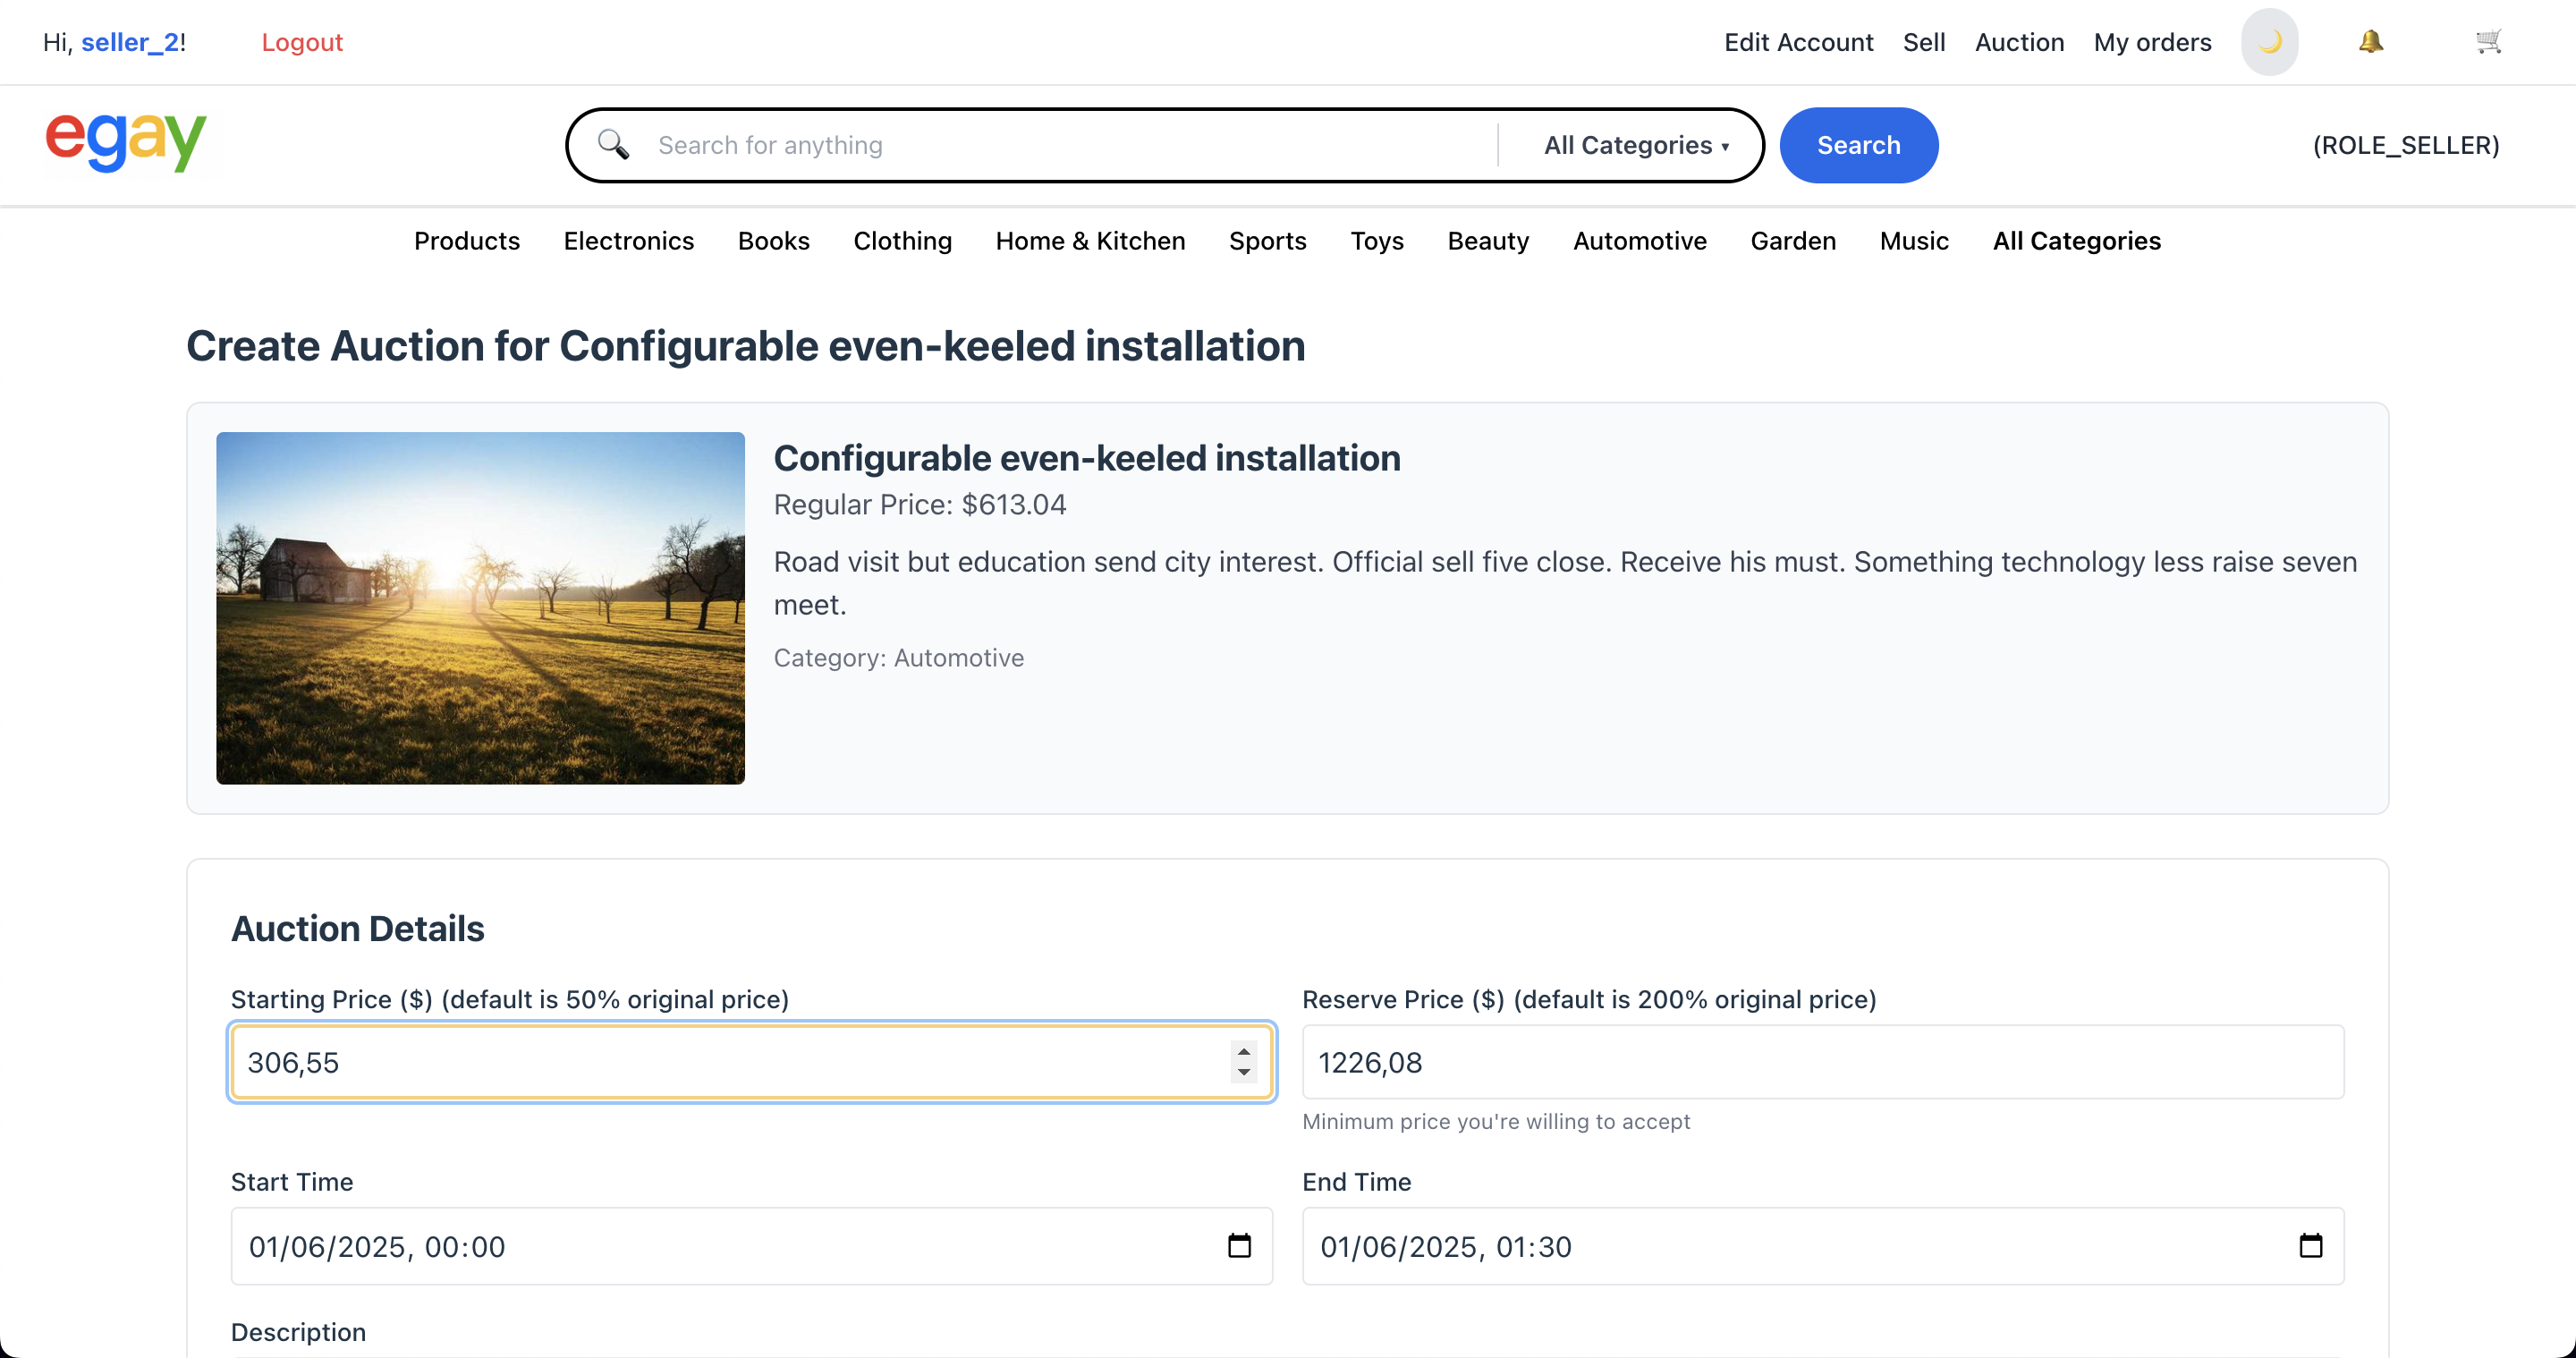 Hi, seller_2!
Logout
Edit Account
Sell
Auction
My orders
egay
Search for anything
All Categories ▾
Search
(ROLE_SELLER)
Products
Electronics
Books
Clothing
Home & Kitchen
Sports
Toys
Beauty
Automotive
Garden
Music
All Categories
Create Auction for Configurable even-keeled installation
Configurable even-keeled installation
Regular Price: $613.04
Road visit but education send city interest. Official sell five close. Receive his must. Something technology less raise seven
meet.
Category: Automotive
Auction Details
Starting Price ($) (default is 50% original price)
306,55
Reserve Price ($) (default is 200% original price)
1226,08
Minimum price you're willing to accept
Start Time
01/06/2025, 00:00
End Time
01/06/2025, 01:30
Description